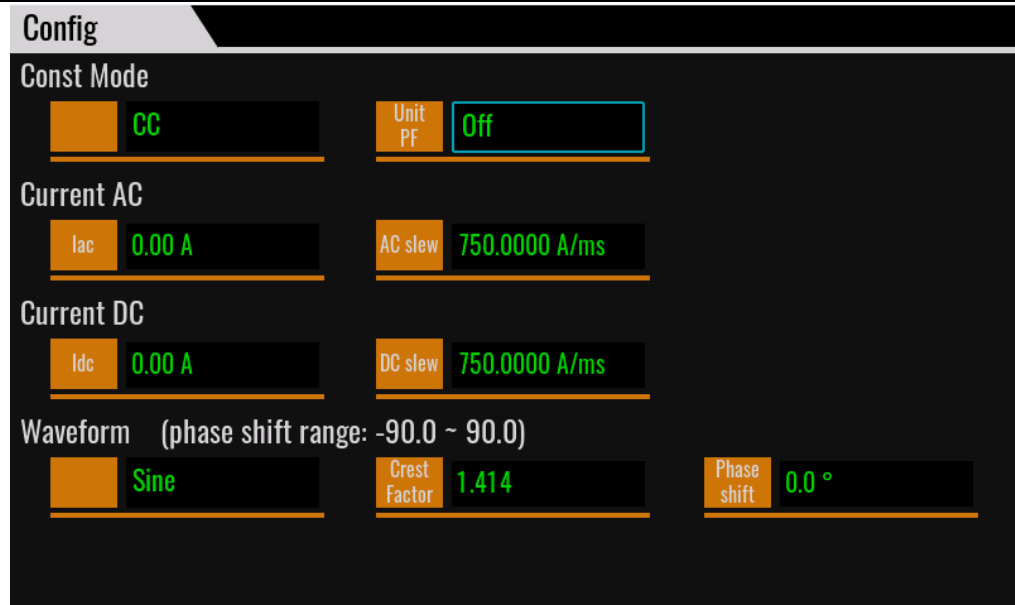 Config
Const Mode
CC
Unit
PF
Off
Current AC
Iac
0.00 A
AC slew
750.0000 A/ms
Current DC
Idc
0.00 A
DC slew
750.0000 A/ms
Waveform (phase shift range: -90.0 ~ 90.0)
Sine
Crest
Factor
1.414
Phase
shift
0.0 °